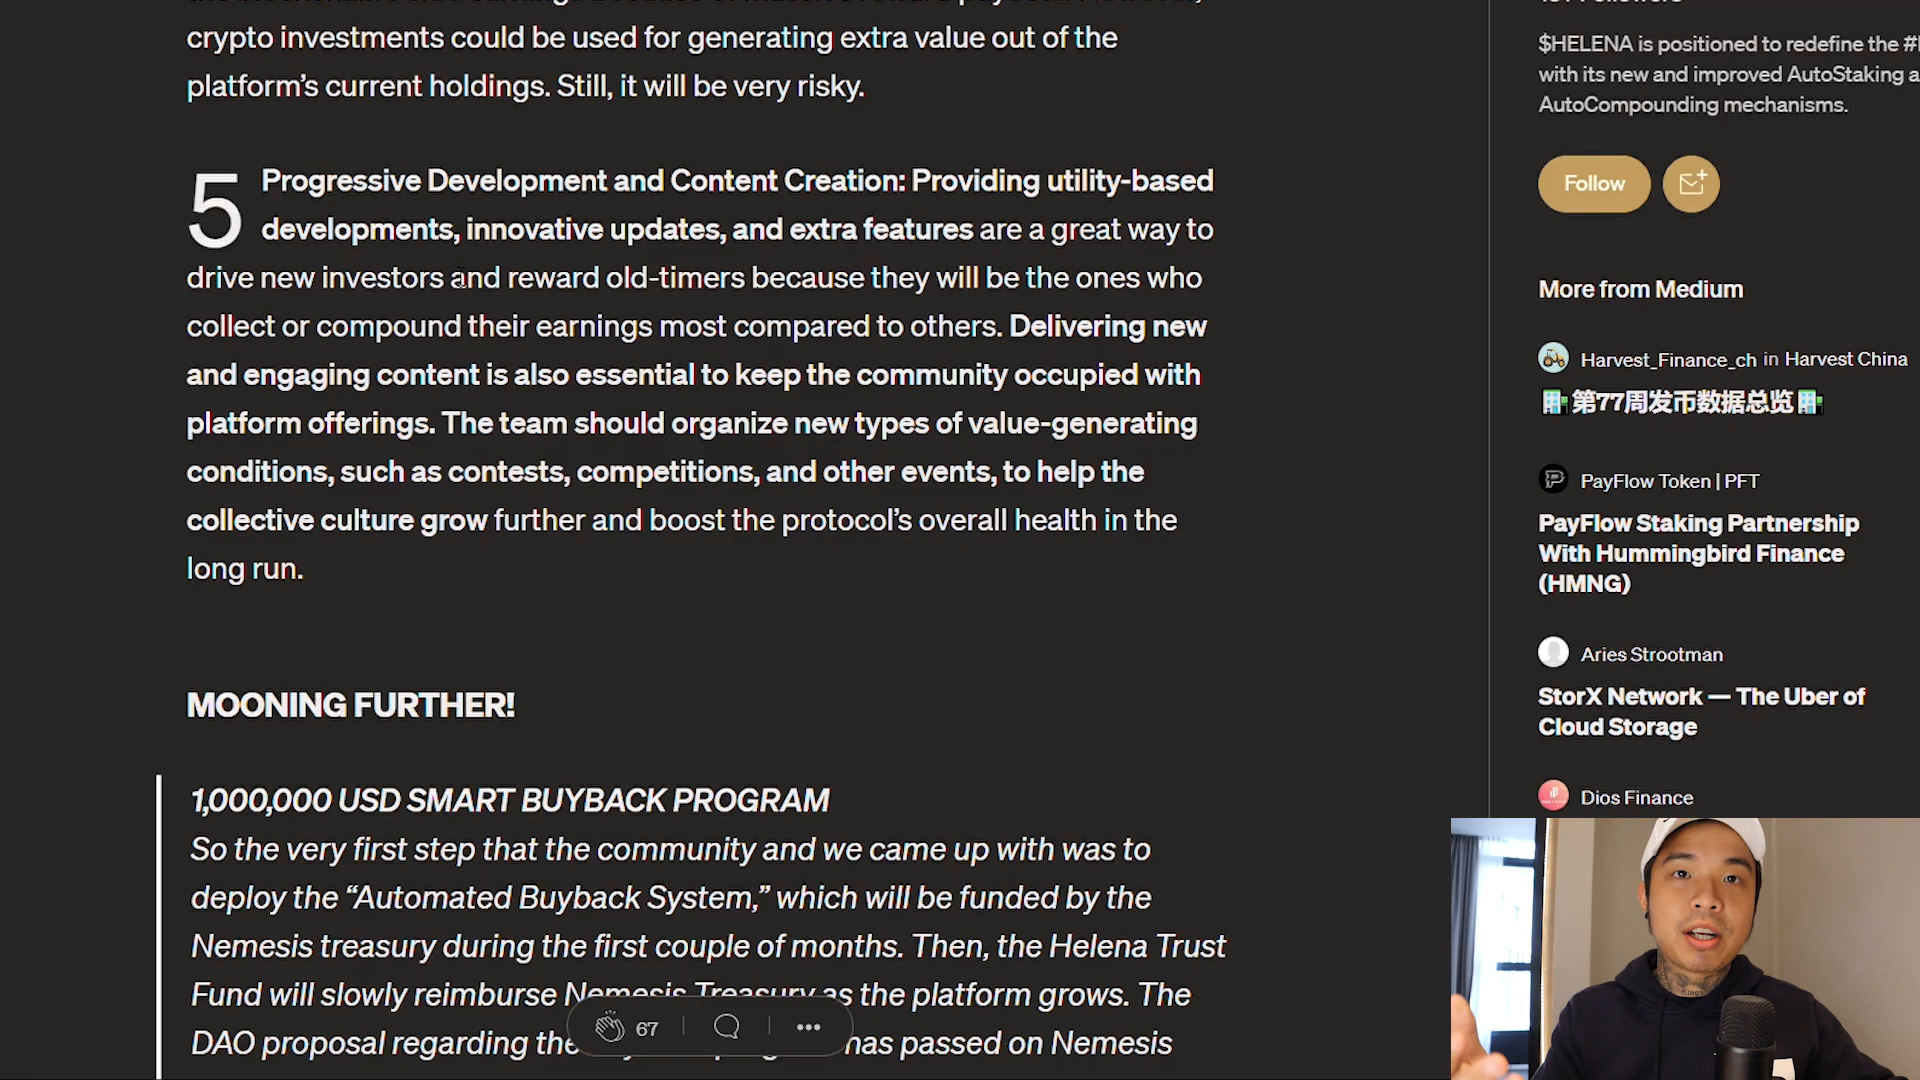 crypto investments could be used for generating extra value out of the
platform's current holdings. Still, it will be very risky.
5 Progressive Development and Content Creation: Providing utility-based
developments, innovative updates, and extra features are a great way to
drive new investors and reward old-timers because they will be the ones who
collect or compound their earnings most compared to others. Delivering new
and engaging content is also essential to keep the community occupied with
platform offerings. The team should organize new types of value-generating
conditions, such as contests, competitions, and other events, to help the
collective culture grow further and boost the protocol's overall health in the
long run.
MOONING FURTHER!
1,000,000 USD SMART BUYBACK PROGRAM
So the very first step that the community and we came up with was to
deploy the “Automated Buyback System,” which will be funded by the
Nemesis treasury during the first couple of months. Then, the Helena Trust
Fund will slowly reimburse Nemesis Treasury as the platform grows. The
DAO proposal regarding the has passed on Nemesis
67
$HELENA is positioned to redefine the
with its new and improved AutoStaking
AutoCompounding mechanisms.
Follow
More from Medium
Harvest_Finance_ch in Harvest China
第77周发币数据总览
PayFlow Token | PFT
PayFlow Staking Partnership
With Hummingbird Finance
(HMNG)
Aries Strootman
StorX Network — The Uber of
Cloud Storage
Dios Finance